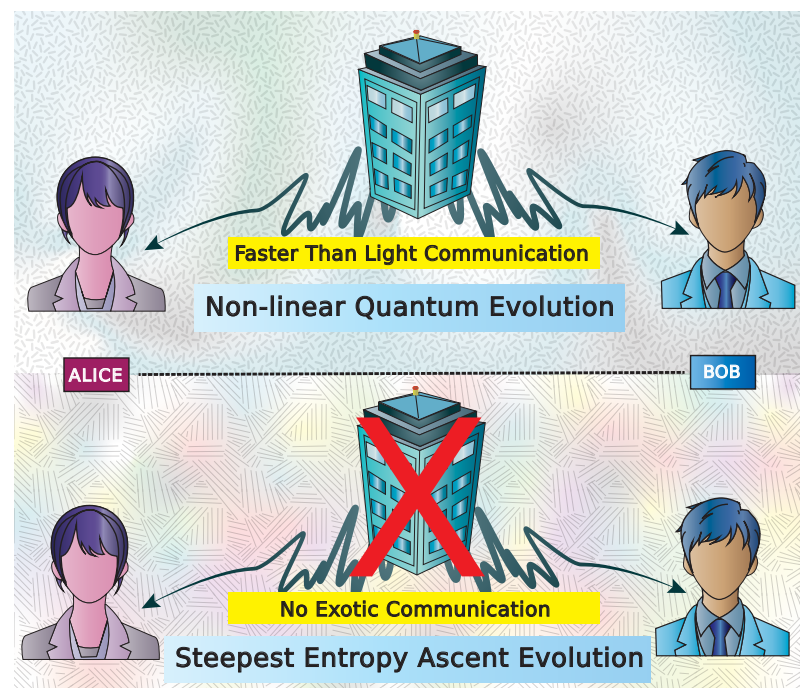 Faster Than Light Communication
Non-linear Quantum Evolution
ALICE
BOB
No Exotic Communication
Steepest Entropy Ascent Evolution